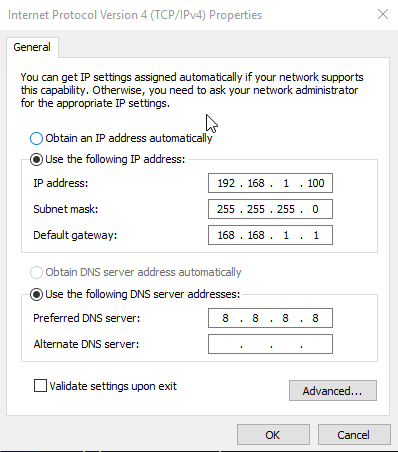 Internet Protocol Version 4 (TCP/IPv4) Properties
General
You can get IP settings assigned automatically if your network supports
this capability. Otherwise, you need to ask your network administrator
for the appropriate IP settings.
Obtain an IP address automatically
Use the following IP address:
IP address: 192 . 168 . 1 . 100
Subnet mask: 255 . 255 . 255 . 0
Default gateway: 168 . 168 . 1 . 1
Obtain DNS server address automatically
Use the following DNS server addresses:
Preferred DNS server: 8 . 8 . 8 . 8
Alternate DNS server: . . .
Validate settings upon exit
Advanced...
OK Cancel